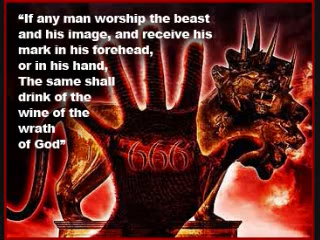 “If any man worship the beast
and his image, and receive his
mark in his forehead,
or in his hand,
The same shall
drink of the
wine of the
wrath
of God”
666